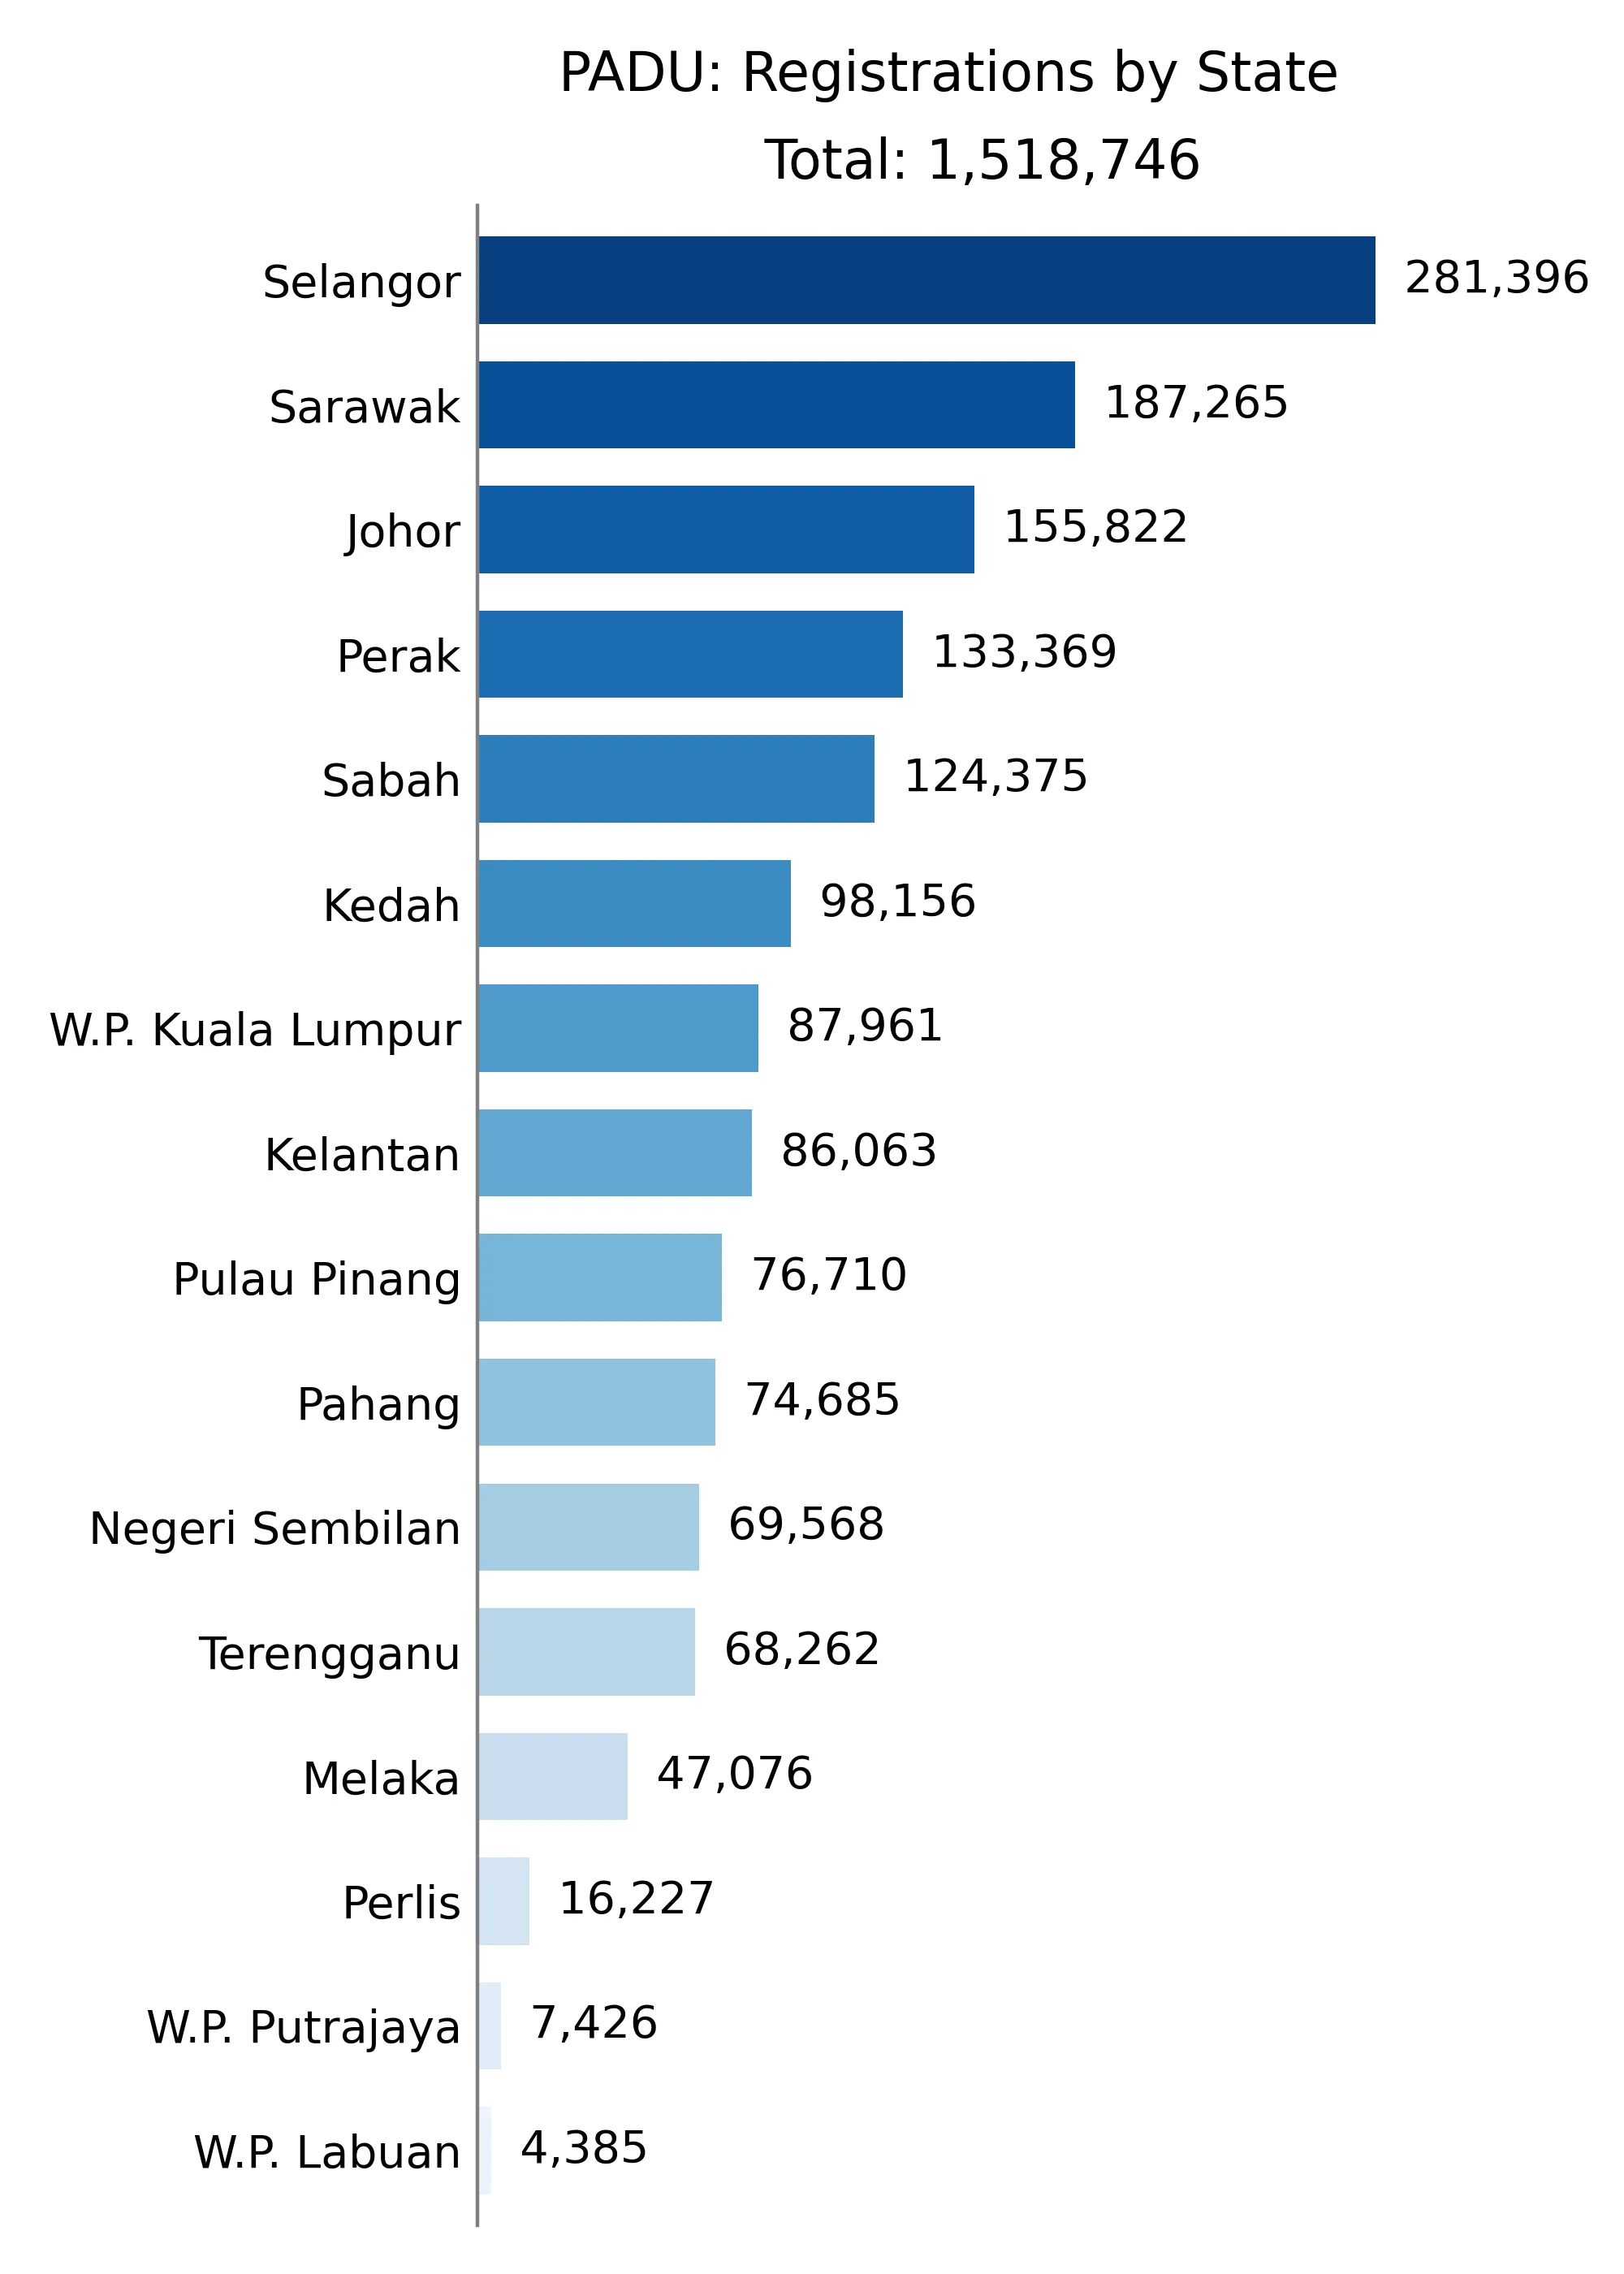 PADU: Registrations by State
Total: 1,518,746
Selangor 281,396
Sarawak 187,265
Johor 155,822
Perak 133,369
Sabah 124,375
Kedah 98,156
W.P. Kuala Lumpur 87,961
Kelantan 86,063
Pulau Pinang 76,710
Pahang 74,685
Negeri Sembilan 69,568
Terengganu 68,262
Melaka 47,076
Perlis 16,227
W.P. Putrajaya 7,426
W.P. Labuan 4,385